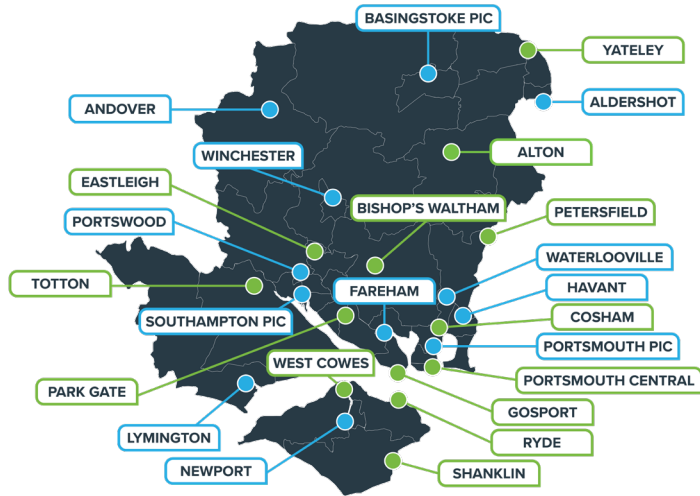 BASINGSTOKE PIC
YATELEY
ANDOVER
ALDERSHOT
WINCHESTER
ALTON
EASTLEIGH
BISHOP'S WALTHAM
PETERSFIELD
PORTSWOOD
WATERLOOVILLE
TOTTON
FAREHAM
HAVANT
SOUTHAMPTON PIC
COSHAM
PORTSMOUTH PIC
WEST COWES
PORTSMOUTH CENTRAL
PARK GATE
GOSPORT
LYMINGTON
RYDE
NEWPORT
SHANKLIN